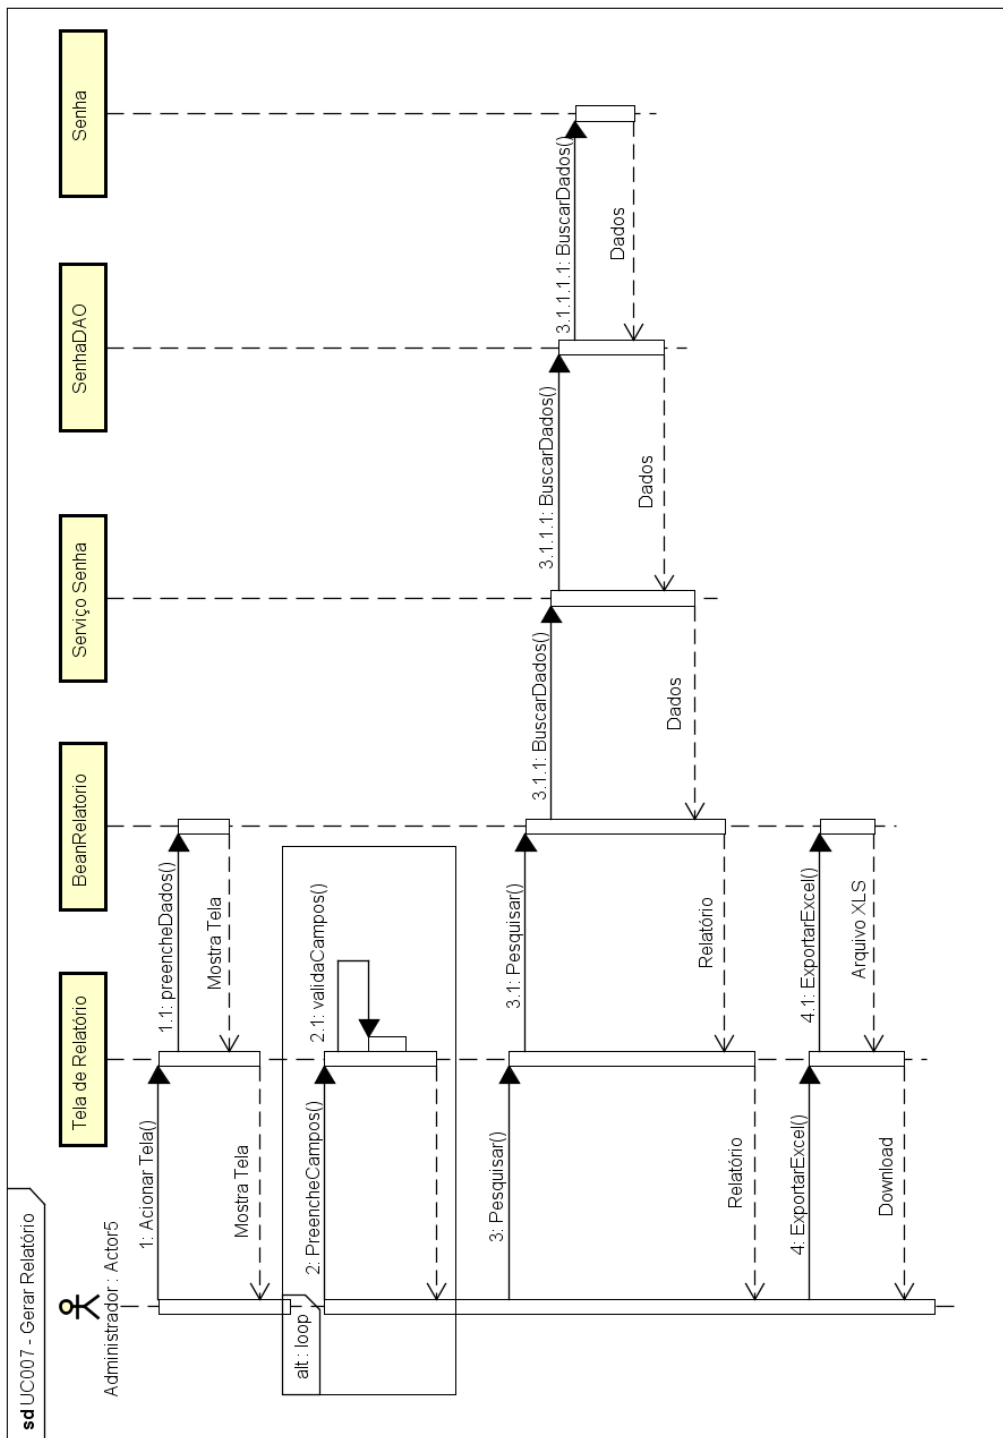 sd UC007 - Gerar Relatório
Administrador : Actor5
Tela de Relatório
BeanRelatorio
Serviço Senha
SenhaDAO
Senha
1: Acionar Tela()
1.1: preencheDados()
Mostra Tela
Mostra Tela
alt : loop
2: PreencheCampos()
2.1: validaCampos()
3: Pesquisar()
3.1: Pesquisar()
3.1.1: BuscarDados()
3.1.1.1: BuscarDados()
3.1.1.1.1: BuscarDados()
Dados
Dados
Dados
Relatório
Relatório
4: ExportarExcel()
4.1: ExportarExcel()
Arquivo XLS
Download